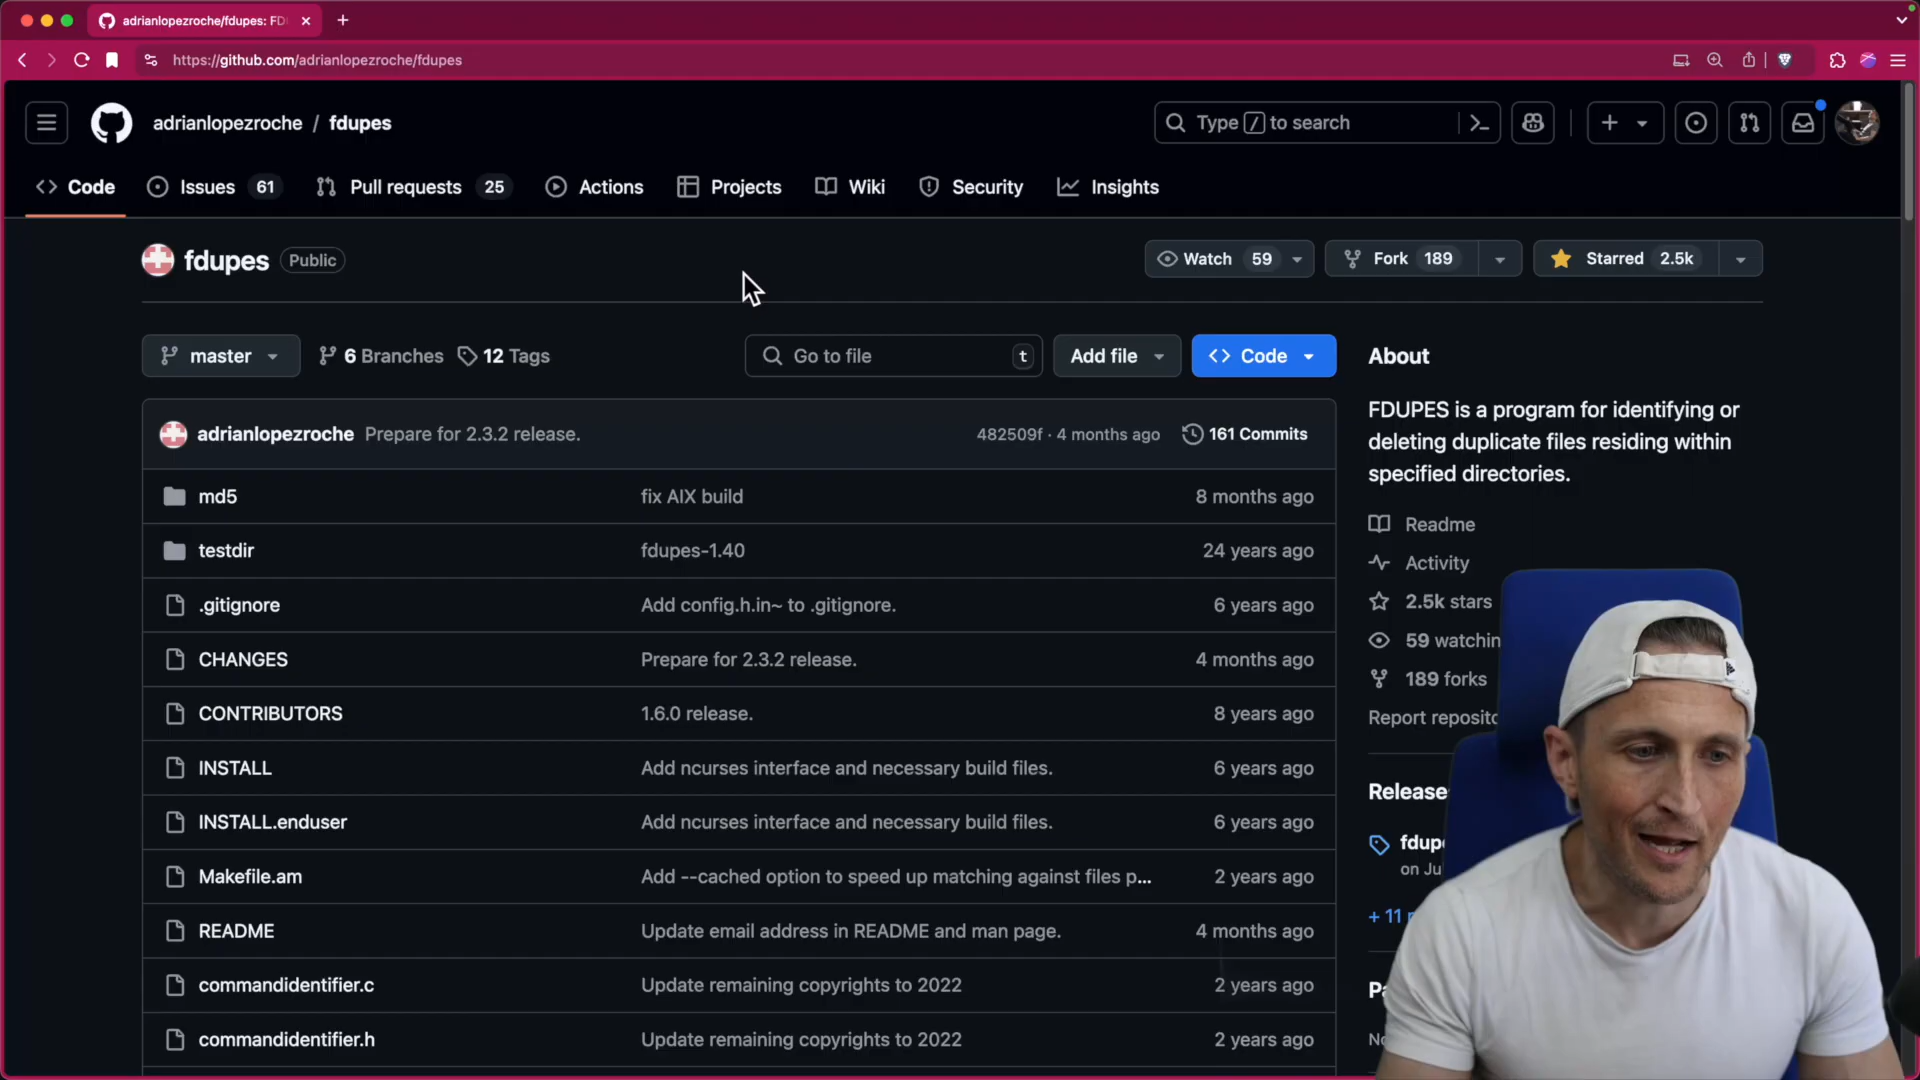 adrianlopezroche/fdupes: FD
https://github.com/adrianlopezroche/fdupes
adrianlopezroche / fdupes
Type / to search
Code
Issues 61
Pull requests 25
Actions
Projects
Wiki
Security
Insights
fdupes Public
Watch 59
Fork 189
Starred 2.5k
master
6 Branches
12 Tags
Go to file t
Add file
Code
adrianlopezroche Prepare for 2.3.2 release. 482509f · 4 months ago 161 Commits
md5 fix AIX build 8 months ago
testdir fdupes-1.40 24 years ago
.gitignore Add config.h.in~ to .gitignore. 6 years ago
CHANGES Prepare for 2.3.2 release. 4 months ago
CONTRIBUTORS 1.6.0 release. 8 years ago
INSTALL Add ncurses interface and necessary build files. 6 years ago
INSTALL.enduser Add ncurses interface and necessary build files. 6 years ago
Makefile.am Add --cached option to speed up matching against files p... 2 years ago
README Update email address in README and man page. 4 months ago
commandidentifier.c Update remaining copyrights to 2022 2 years ago
commandidentifier.h Update remaining copyrights to 2022 2 years ago
About
FDUPES is a program for identifying or
deleting duplicate files residing within
specified directories.
Readme
Activity
2.5k stars
59 watchin
189 forks
Report reposito
Release
fdup
on Ju
+ 11